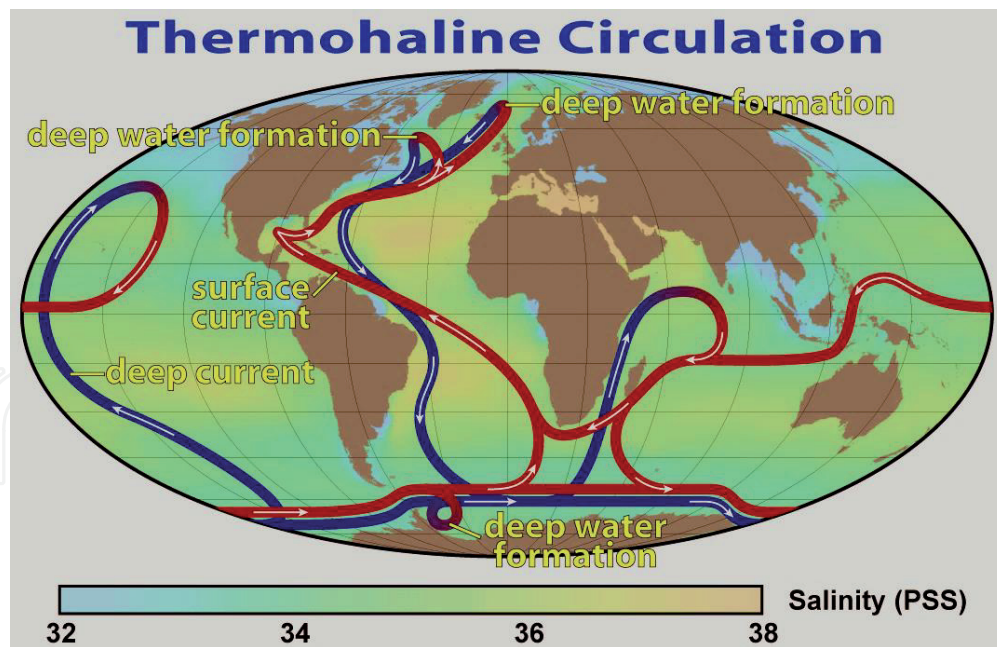 Thermohaline Circulation
deep water formation
deep water formation
surface
current
deep current
deep water
formation
Salinity (PSS)
32 34 36 38